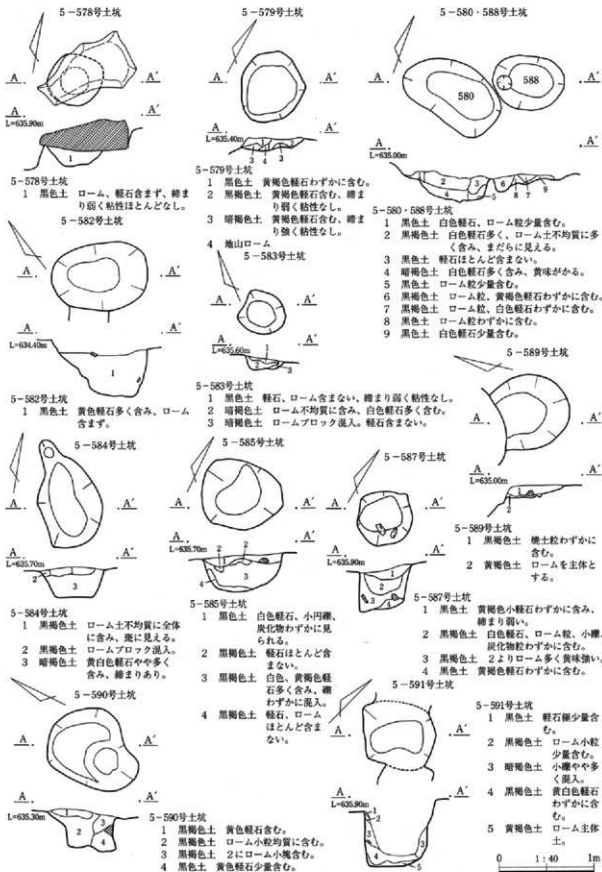 5-578号土坑
A A′
L=635.90m
1
5-578号土坑
1 黒色土 ローム、軽石含まず、締ま
り弱く粘性ほとんどなし。
5-579号土坑
A A′
L=635.40m
5-579号土坑
1 黒色土 黄褐色軽石わずかに含む。
2 黒褐色土 黄褐色軽石含む、締ま
り弱く粘性なし。
3 暗褐色土 黄褐色軽石含む、締ま
り強く粘性なし。
4 地山ローム
5-580・588号土坑
580
588
A A′
L=635.00m
5-580・588号土坑
1 黒色土 白色軽石、ローム粒少量含む。
2 黒褐色土 白色軽石多く、ローム土不均質に多
く含み、まだらに見える。
3 黒色土 軽石ほとんど含まない。
4 暗褐色土 白色軽石多く含み、黄味がかる。
5 黒色土 ローム粒少量含む。
6 黒褐色土 ローム粒、黄褐色軽石わずかに含む。
7 黒褐色土 ローム粒、白色軽石わずかに含む。
8 黒色土 ローム粒わずかに含む。
9 黒色土 白色軽石少量含む。
5-582号土坑
A A′
L=634.40m
1
5-582号土坑
1 黒色土 黄色軽石多く含み、ローム
含まず。
5-583号土坑
A A′
L=635.60m
5-583号土坑
1 黒色土 軽石、ローム含まない、締まり弱く粘性なし。
2 暗褐色土 ローム不均質に含み、白色軽石多く含む。
3 暗褐色土 ロームブロック混入。軽石含まない。
5-589号土坑
A A′
L=635.00m
5-589号土坑
1 黒褐色土 焼土粒わずかに
含む。
2 黄褐色土 ロームを主体と
する。
5-584号土坑
A A′
L=635.70m
5-584号土坑
1 黒褐色土 ローム土不均質に全体
に含み、斑に見える。
2 黒褐色土 ロームブロック混入。
3 暗褐色土 黄白色軽石やや多く
含み、締まりあり。
5-585号土坑
A A′
L=635.70m
5-585号土坑
1 黒色土 白色軽石、小円礫、
炭化物わずかに見
られる。
2 黒褐色土 軽石ほとんど含
まない。
3 黒褐色土 白色、黄褐色軽
石多く含み、礫
わずかに混入。
4 黒褐色土 軽石、ローム
ほとんど含ま
ない。
5-587号土坑
A A′
L=635.90m
5-587号土坑
1 黒色土 黄褐色小軽石わずかに含み、
締まり弱い。
2 黒褐色土 白色軽石、ローム粒、小礫、
炭化物粒わずかに含む。
3 黒褐色土 2よりローム多く黄味強い。
4 黒色土 黄褐色軽石わずかに含む。
5-590号土坑
A A′
L=635.30m
5-590号土坑
1 黒褐色土 黄色軽石含む。
2 黒褐色土 ローム小粒均質に含む。
3 黒褐色土 2にローム小塊含む。
4 黒色土 黄色軽石少量含む。
5-591号土坑
A A′
L=635.90m
5-591号土坑
1 黒色土 軽石極少量含
む。
2 黒褐色土 ローム小粒
少量含む。
3 暗褐色土 小礫やや多
く混入。
4 黒褐色土 黄白色軽石
わずかに含
む。
5 黄褐色土 ローム主体
土。
0 1:40 1m